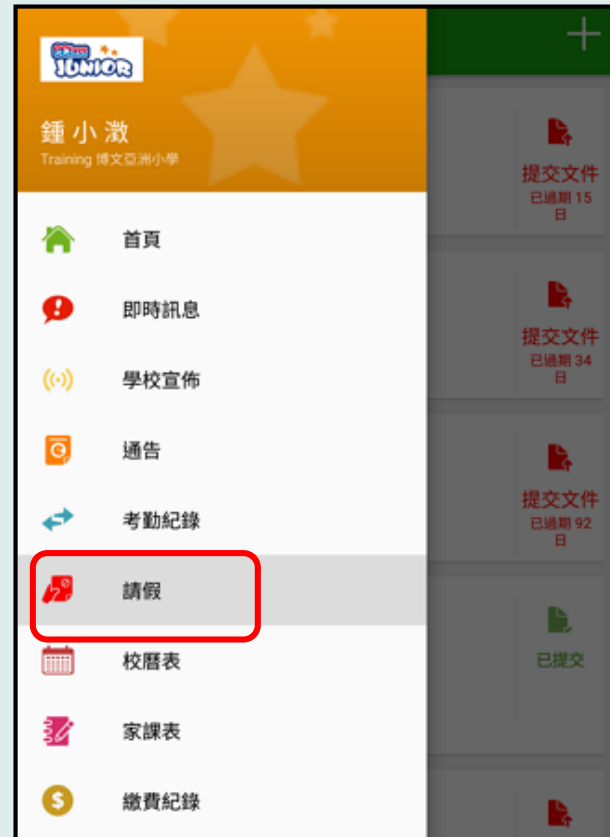 JUNIOR
鍾小澂
Training 博文亞洲小學
首頁
即時訊息
學校宣佈
通告
考勤紀錄
請假
校曆表
家課表
繳費紀錄
提交文件
已過期 15
日
提交文件
已過期 34
日
提交文件
已過期 92
日
已提交